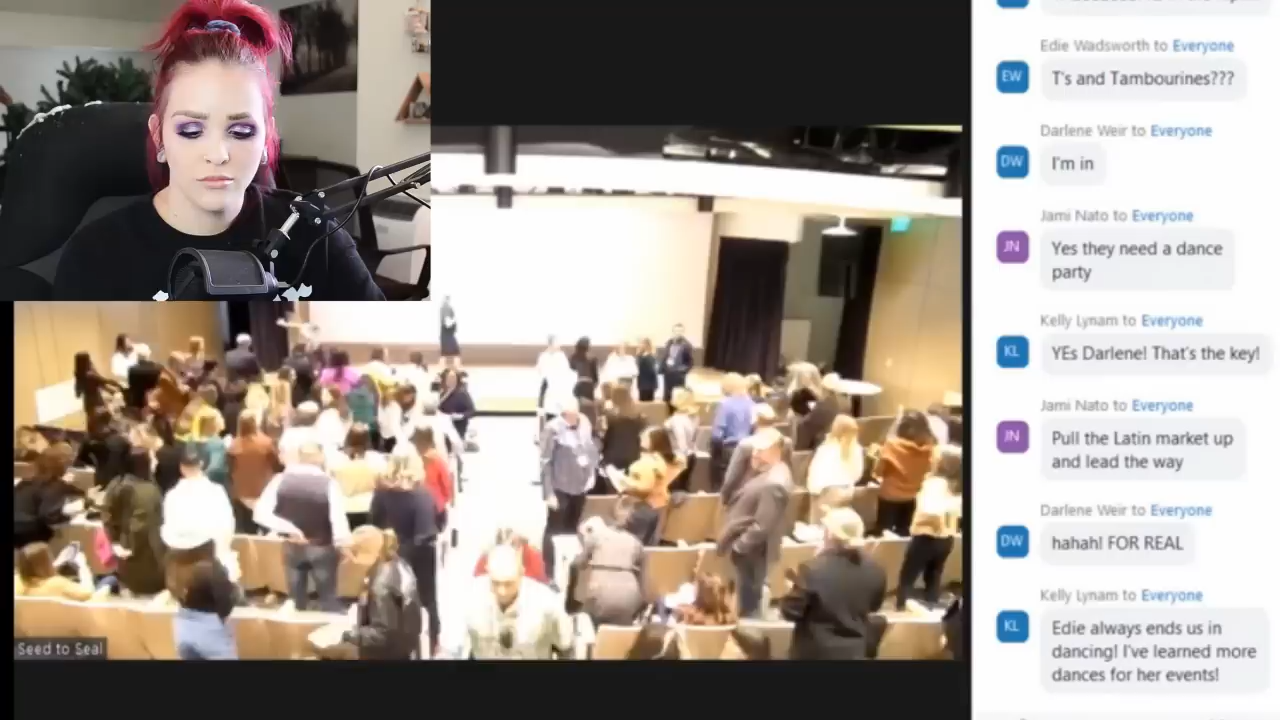 Edie Wadsworth to Everyone
EW
T's and Tambourines???
Darlene Weir to Everyone
DW
I'm in
Jami Nato to Everyone
JN
Yes they need a dance
party
Kelly Lynam to Everyone
KL
YEs Darlene! That's the key!
Jami Nato to Everyone
JN
Pull the Latin market up
and lead the way
Darlene Weir to Everyone
DW
hahah! FOR REAL
Kelly Lynam to Everyone
KL
Edie always ends us in
dancing! I've learned more
dances for her events!
Seed to Seal